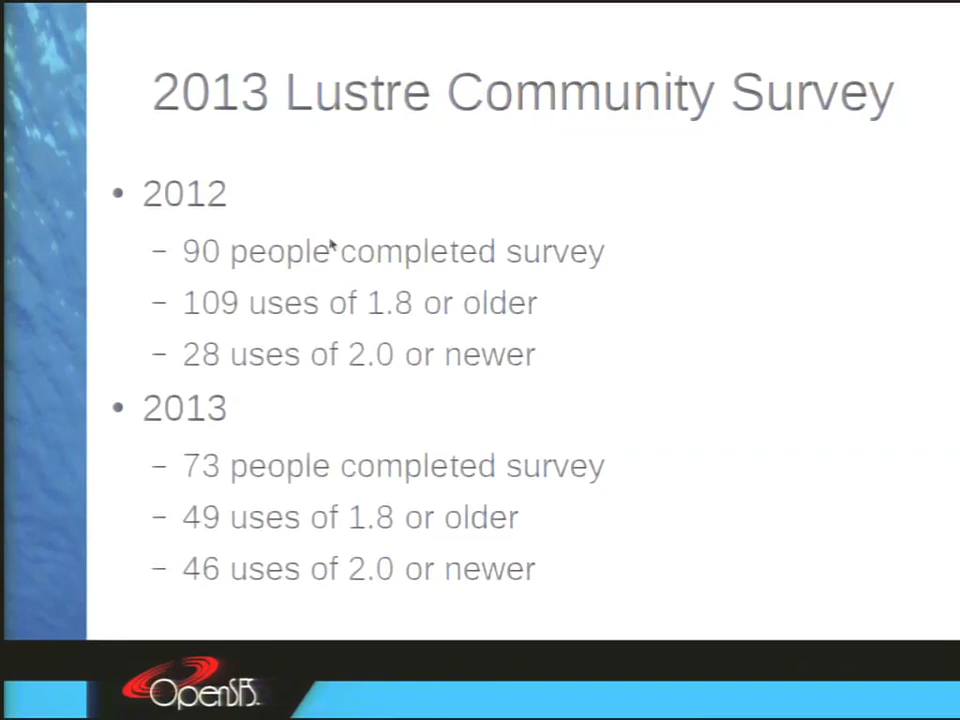 2013 Lustre Community Survey
• 2012
– 90 people completed survey
– 109 uses of 1.8 or older
– 28 uses of 2.0 or newer
• 2013
– 73 people completed survey
– 49 uses of 1.8 or older
– 46 uses of 2.0 or newer
OpenSFS